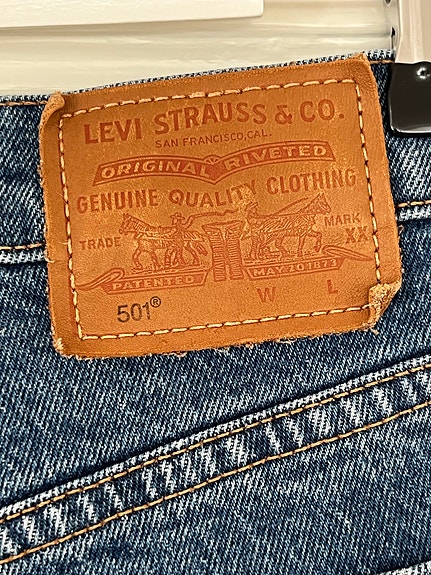 LEVI STRAUSS & CO.
SAN FRANCISCO, CAL.
ORIGINAL RIVETED
GENUINE QUALITY CLOTHING
TRADE MARK
XX
PATENTED MAY 20 1873
501® W L